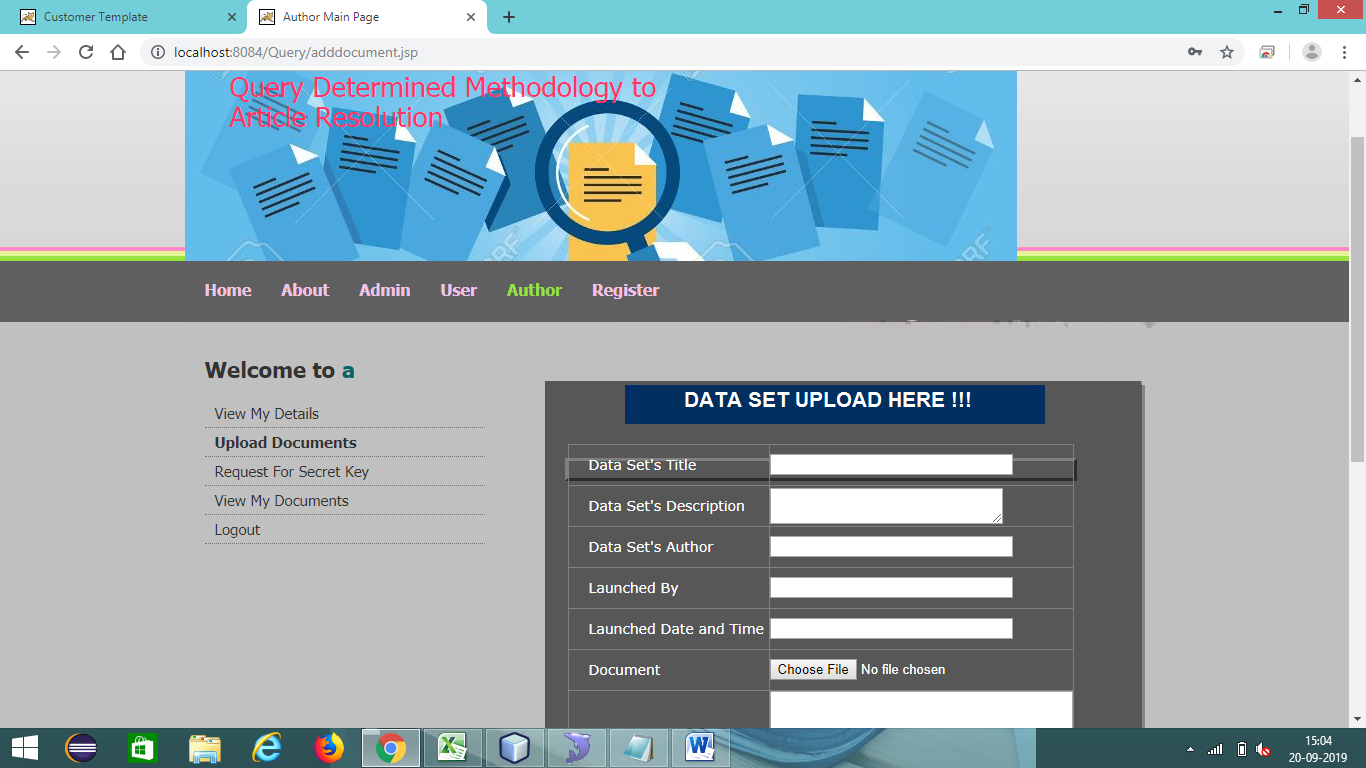 Customer Template
Author Main Page
localhost:8084/Query/adddocument.jsp
Query Determined Methodology to
Article Resolution
Home About Admin User Author Register
Welcome to a
View My Details
Upload Documents
Request For Secret Key
View My Documents
Logout
DATA SET UPLOAD HERE !!!
Data Set's Title
Data Set's Description
Data Set's Author
Launched By
Launched Date and Time
Document Choose File No file chosen
15:04
20-09-2019